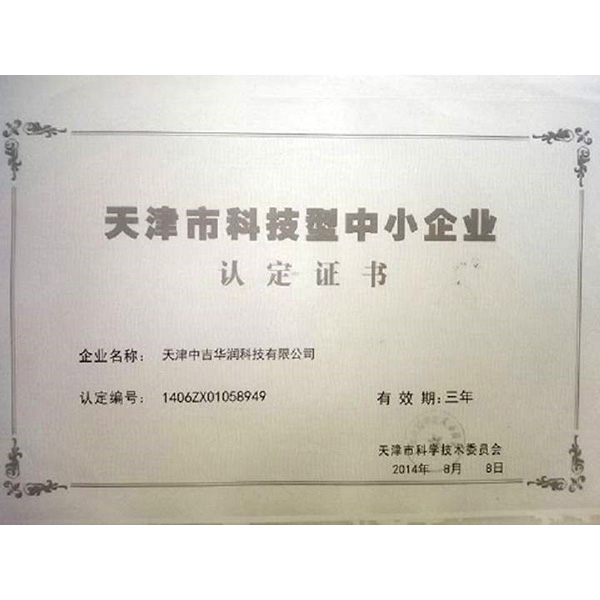 天津市科技型中小企业
认定证书
企业名称： 天津中吉华润科技有限公司
认定编号： 1406ZX01058949 有效期：三年
天津市科学技术委员会
2014年 8月 8日